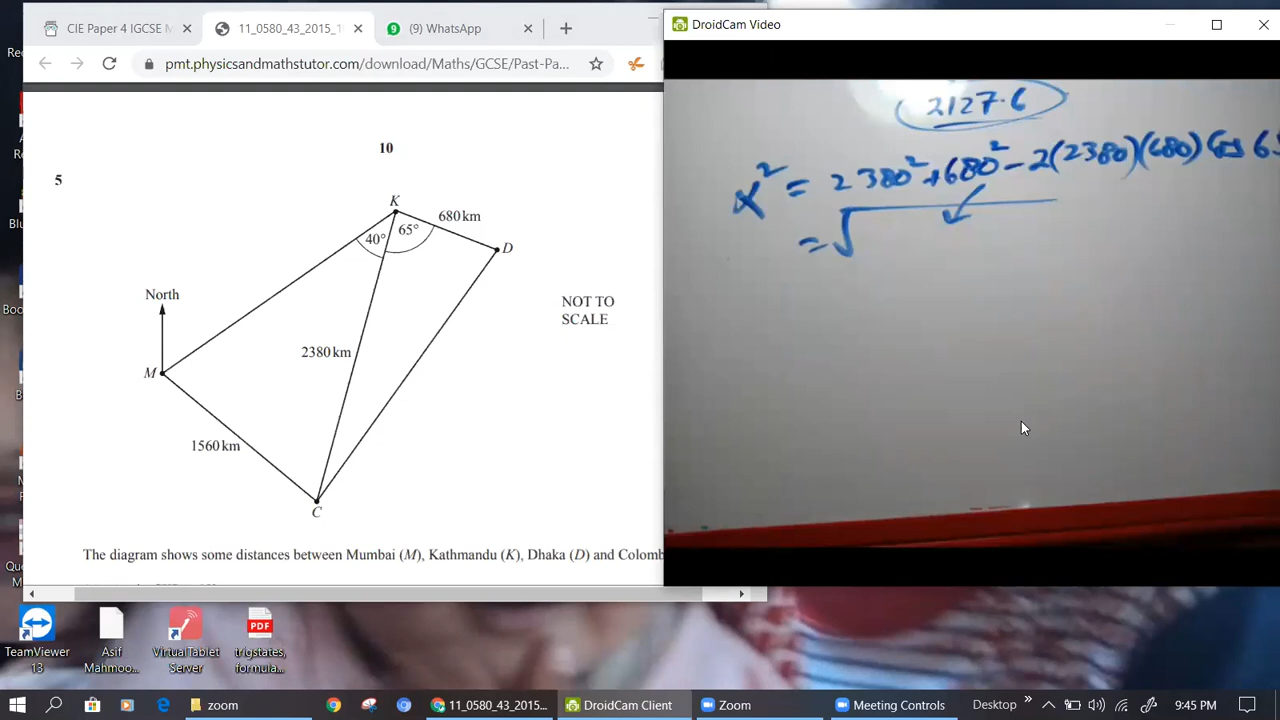 CIE Paper 4 IGCSE M
11_0580_43_2015_
(9) WhatsApp
DroidCam Video
pmt.physicsandmathstutor.com/download/Maths/GCSE/Past-Pa...
10
5
K
680 km
40°
65°
D
North
NOT TO
SCALE
2380 km
M
1560 km
C
The diagram shows some distances between Mumbai (M), Kathmandu (K), Dhaka (D) and Colomb
2127.6
x² = 2380² + 680² - 2(2380)(680) Cos 65
= √
TeamViewer
13
Asif
Mahmoo...
VirtualTablet
Server
PDF
trigstates,
formula...
zoom
11_0580_43_2015...
DroidCam Client
Zoom
Meeting Controls
Desktop
9:45 PM